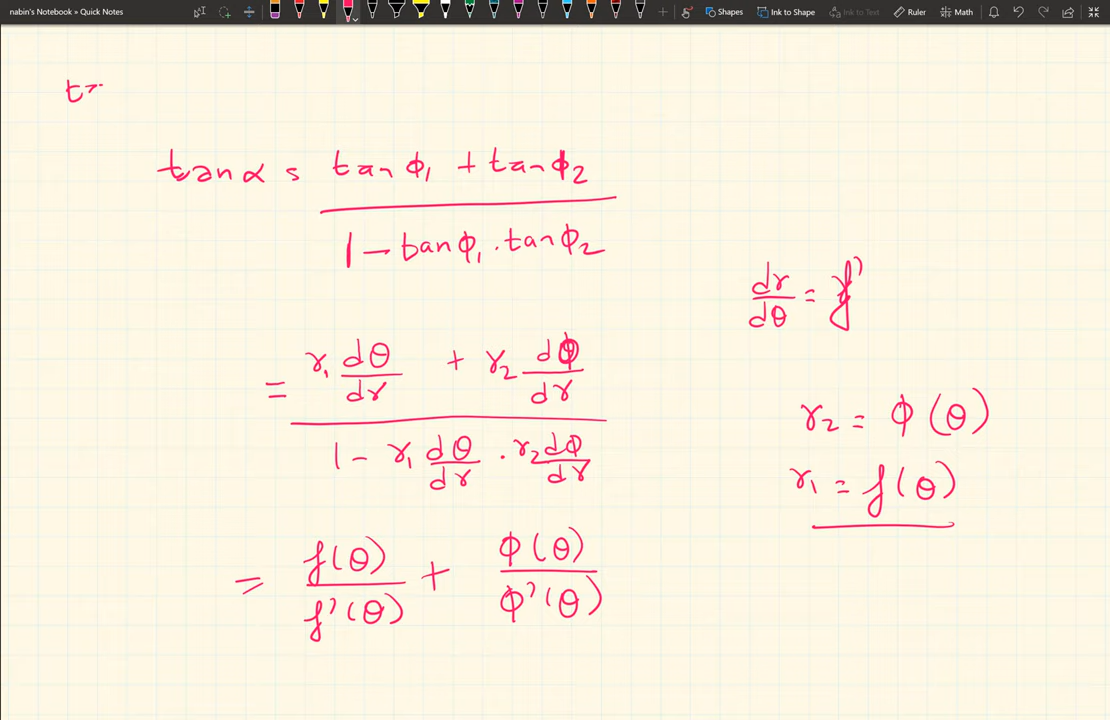 nabin's Notebook » Quick Notes
Shapes Ink to Shape Ink to Text Ruler Math
tanα = tanϕ₁ + tanϕ₂
1 - tanϕ₁ . tanϕ₂
dr/dθ = f'
= r₁ dθ/dr + r₂ dϕ/dr
1 - r₁ dθ/dr . r₂ dϕ/dr
r₂ = ϕ(θ)
r₁ = f(θ)
= f(θ)/f'(θ) + ϕ(θ)/ϕ'(θ)